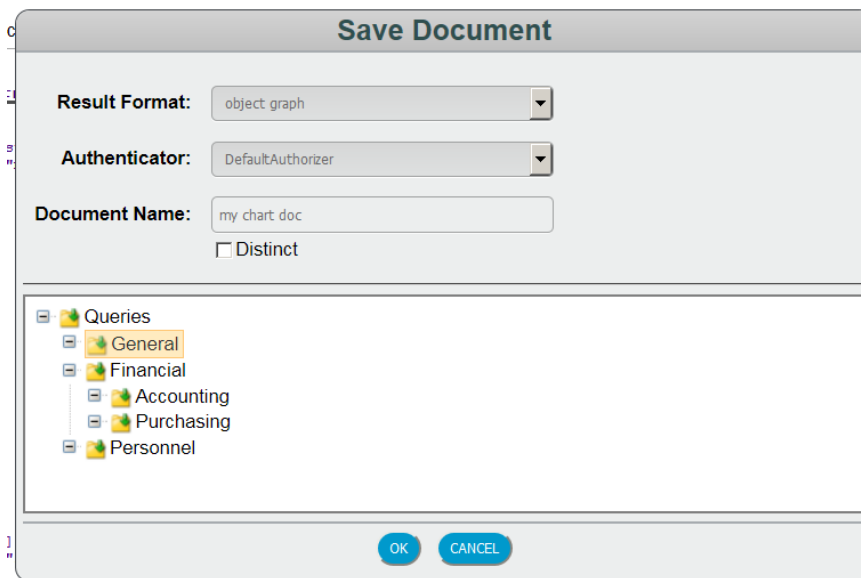 Save Document
Result Format: object graph
Authenticator: DefaultAuthorizer
Document Name: my chart doc
Distinct
Queries
General
Financial
Accounting
Purchasing
Personnel
OK CANCEL